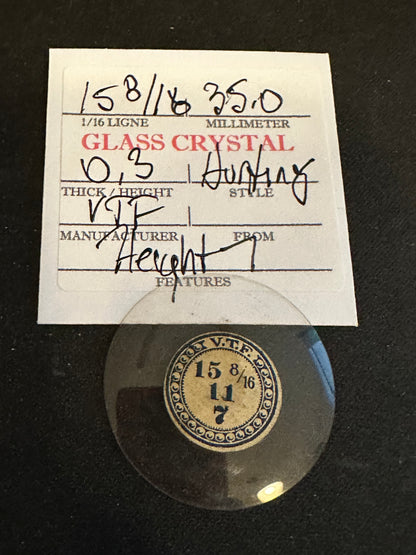 15 8/16 35.0
1/16 LIGNE MILLIMETER
GLASS CRYSTAL
0,3 Hunting
THICK / HEIGHT STYLE
VTF
MANUFACTURER FROM
Height 7
FEATURES
V.T.F.
15 8/16
11
7